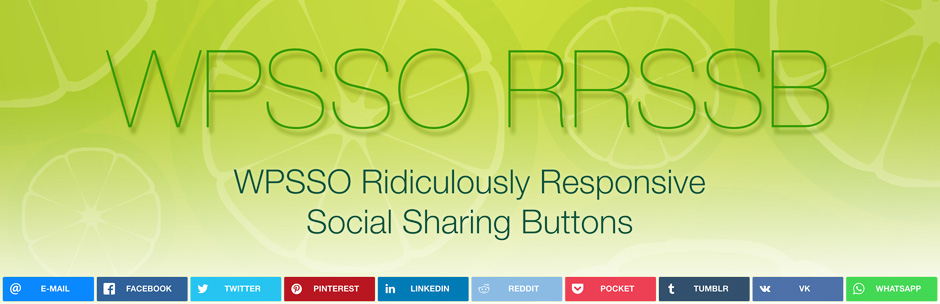 WPSSO RRSSB
WPSSO Ridiculously Responsive
Social Sharing Buttons
@ E-MAIL FACEBOOK TWITTER PINTEREST LINKEDIN REDDIT POCKET TUMBLR VK WHATSAPP